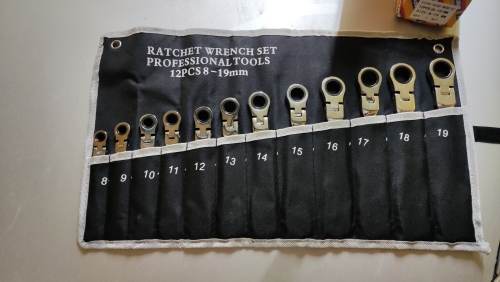 RATCHET WRENCH SET
PROFESSIONAL TOOLS
12PCS 8-19mm
8 9 10 11 12 13 14 15 16 17 18 19